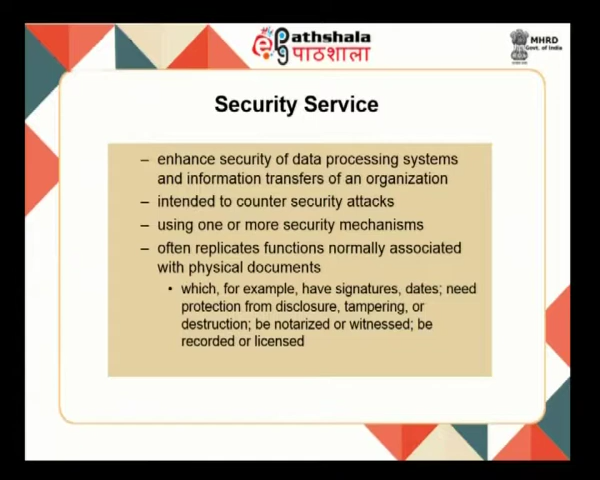 ePathshala
पाठशाला
MHRD
Govt. of India
Security Service
– enhance security of data processing systems
and information transfers of an organization
– intended to counter security attacks
– using one or more security mechanisms
– often replicates functions normally associated
with physical documents
• which, for example, have signatures, dates; need
protection from disclosure, tampering, or
destruction; be notarized or witnessed; be
recorded or licensed